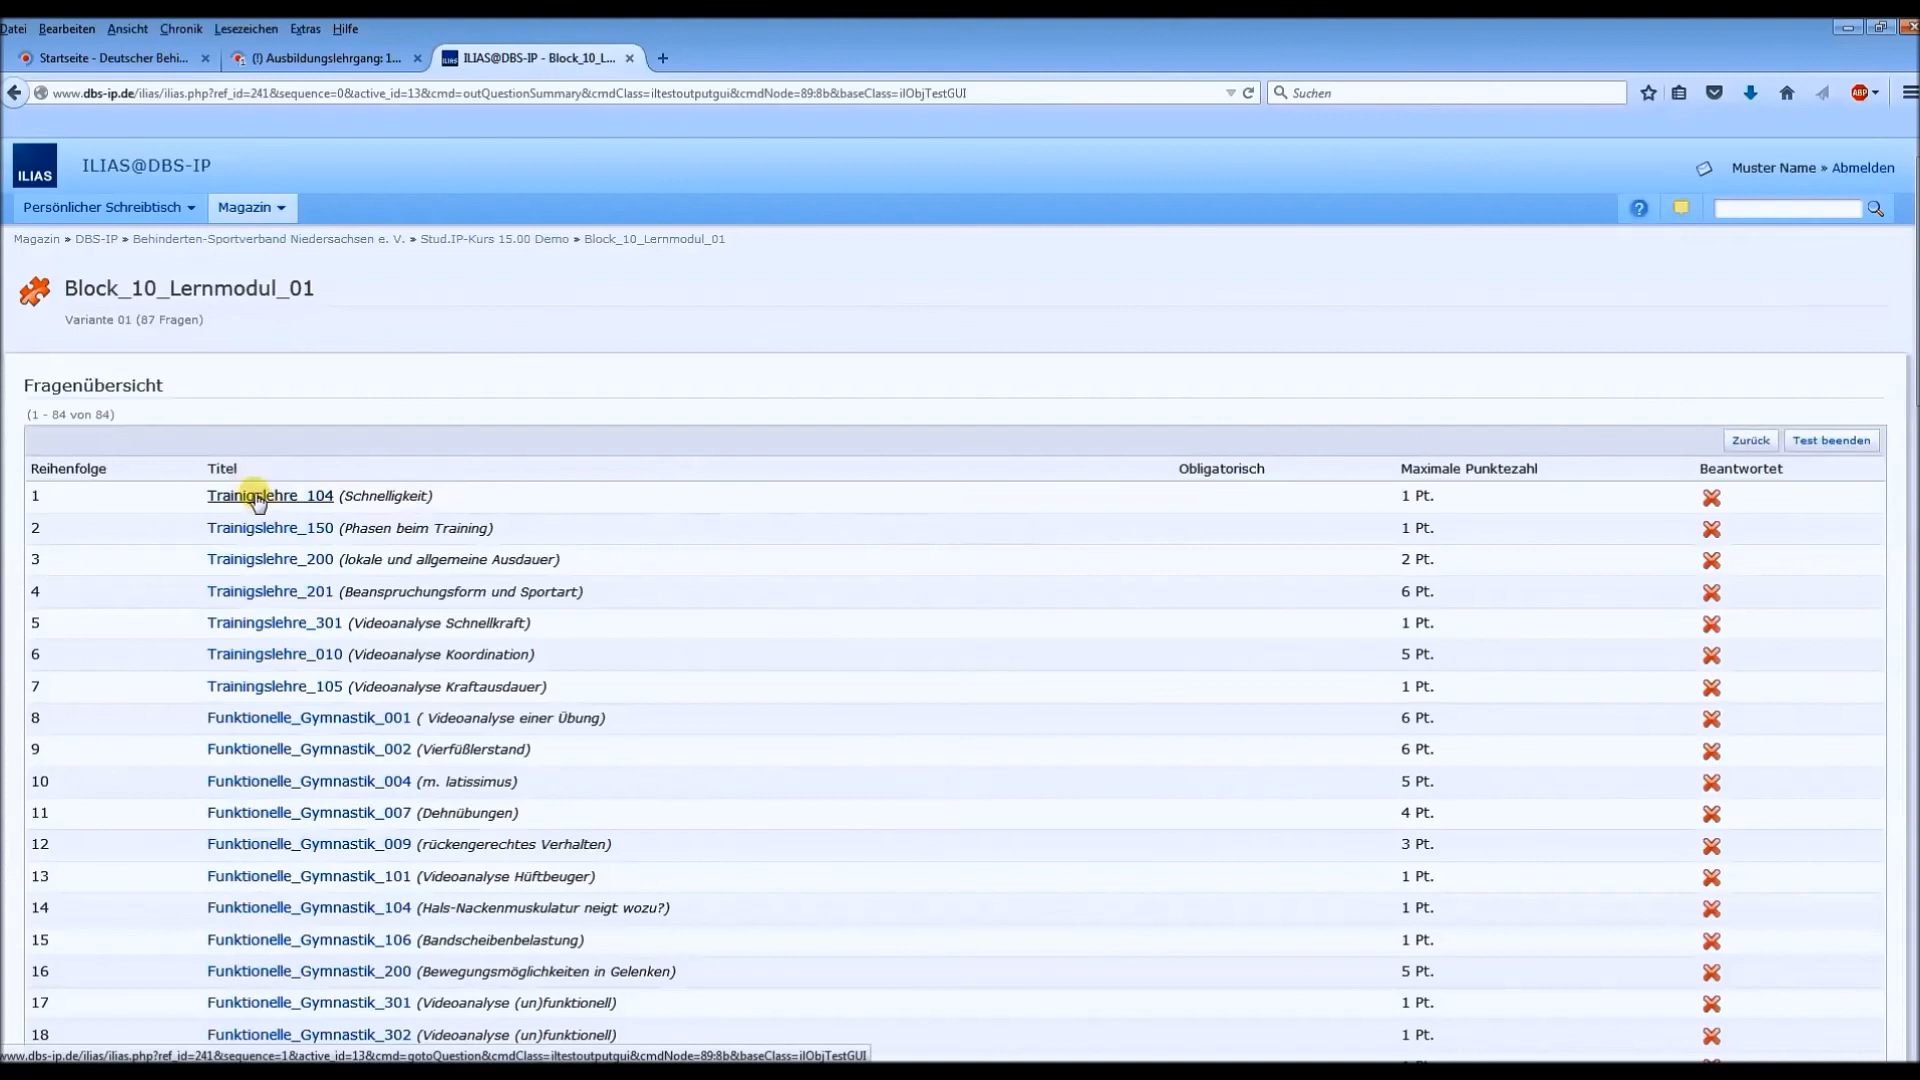 Datei Bearbeiten Ansicht Chronik Lesezeichen Extras Hilfe
Startseite - Deutscher Behi... (!) Ausbildungslehrgang: 1... ILIAS@DBS-IP - Block_10_L...
www.dbs-ip.de/ilias/ilias.php?ref_id=241&sequence=0&active_id=13&cmd=outQuestionSummary&cmdClass=iltestoutputgui&cmdNode=89:8b&baseClass=ilObjTestGUI Suchen ABP
ILIAS ILIAS@DBS-IP Muster Name » Abmelden
Persönlicher Schreibtisch Magazin
Magazin » DBS-IP » Behinderten-Sportverband Niedersachsen e. V. » Stud.IP-Kurs 15.00 Demo » Block_10_Lernmodul_01
Block_10_Lernmodul_01
Variante 01 (87 Fragen)
Fragenübersicht
(1 - 84 von 84)
Zurück Test beenden
Reihenfolge Titel Obligatorisch Maximale Punktezahl Beantwortet
1 Trainigslehre_104 (Schnelligkeit) 1 Pt.
2 Trainigslehre_150 (Phasen beim Training) 1 Pt.
3 Trainigslehre_200 (lokale und allgemeine Ausdauer) 2 Pt.
4 Trainigslehre_201 (Beanspruchungsform und Sportart) 6 Pt.
5 Trainingslehre_301 (Videoanalyse Schnellkraft) 1 Pt.
6 Trainingslehre_010 (Videoanalyse Koordination) 5 Pt.
7 Trainingslehre_105 (Videoanalyse Kraftausdauer) 1 Pt.
8 Funktionelle_Gymnastik_001 ( Videoanalyse einer Übung) 6 Pt.
9 Funktionelle_Gymnastik_002 (Vierfüßlerstand) 6 Pt.
10 Funktionelle_Gymnastik_004 (m. latissimus) 5 Pt.
11 Funktionelle_Gymnastik_007 (Dehnübungen) 4 Pt.
12 Funktionelle_Gymnastik_009 (rückengerechtes Verhalten) 3 Pt.
13 Funktionelle_Gymnastik_101 (Videoanalyse Hüftbeuger) 1 Pt.
14 Funktionelle_Gymnastik_104 (Hals-Nackenmuskulatur neigt wozu?) 1 Pt.
15 Funktionelle_Gymnastik_106 (Bandscheibenbelastung) 1 Pt.
16 Funktionelle_Gymnastik_200 (Bewegungsmöglichkeiten in Gelenken) 5 Pt.
17 Funktionelle_Gymnastik_301 (Videoanalyse (un)funktionell) 1 Pt.
18 Funktionelle_Gymnastik_302 (Videoanalyse (un)funktionell) 1 Pt.
www.dbs-ip.de/ilias/ilias.php?ref_id=241&sequence=1&active_id=13&cmd=gotoQuestion&cmdClass=iltestoutputgui&cmdNode=89:8b&baseClass=ilObjTestGUI